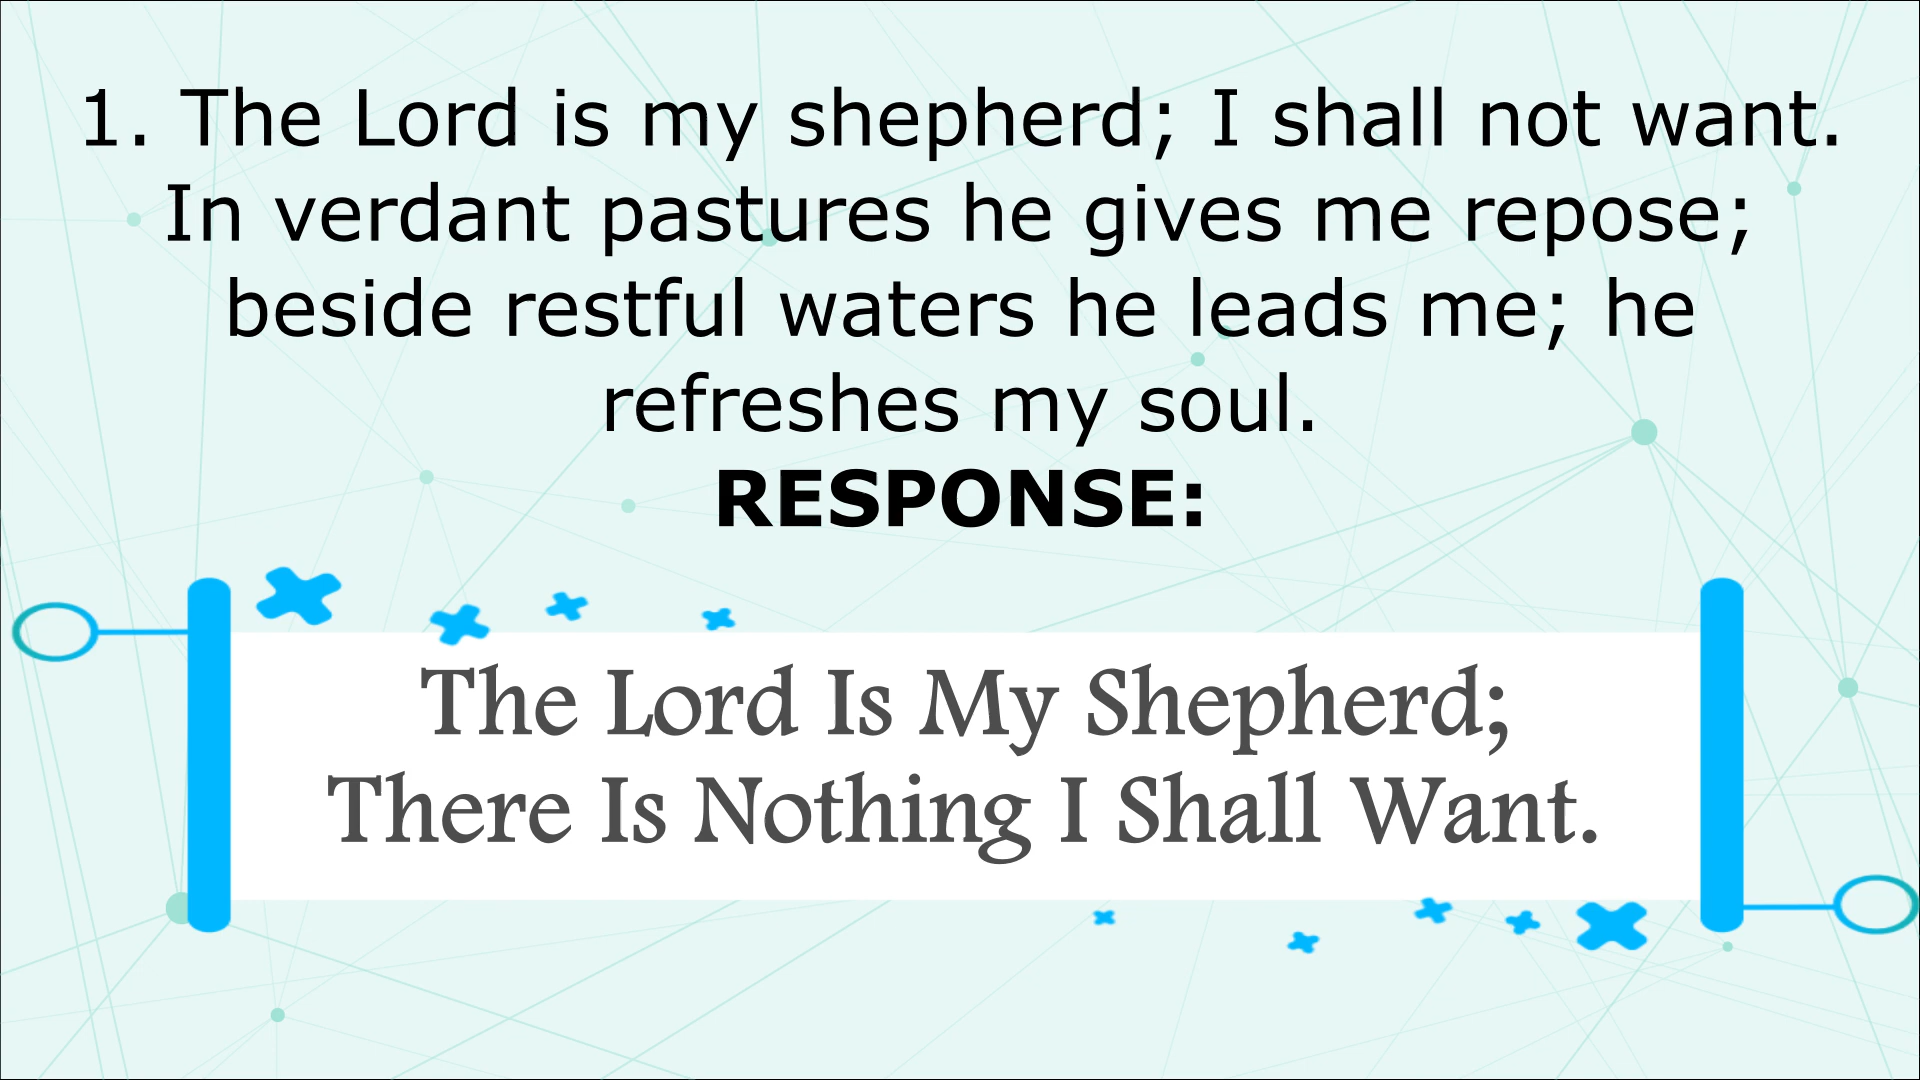 1. The Lord is my shepherd; I shall not want.
In verdant pastures he gives me repose;
beside restful waters he leads me; he
refreshes my soul.
RESPONSE:
The Lord Is My Shepherd;
There Is Nothing I Shall Want.